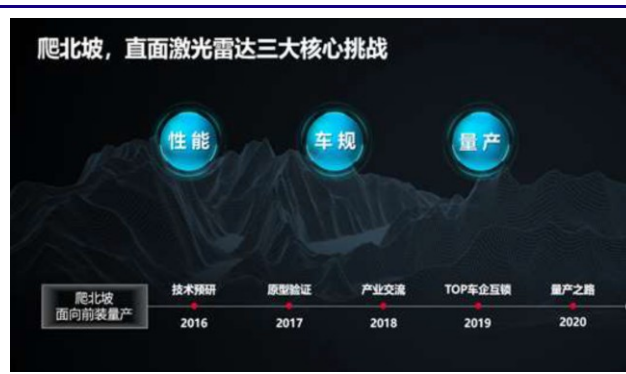 爬北坡，直面激光雷达三大核心挑战
性能
车规
量产
爬北坡
面向前装量产
技术预研
原型验证
产业交流
TOP车企互锁
量产之路
2016
2017
2018
2019
2020